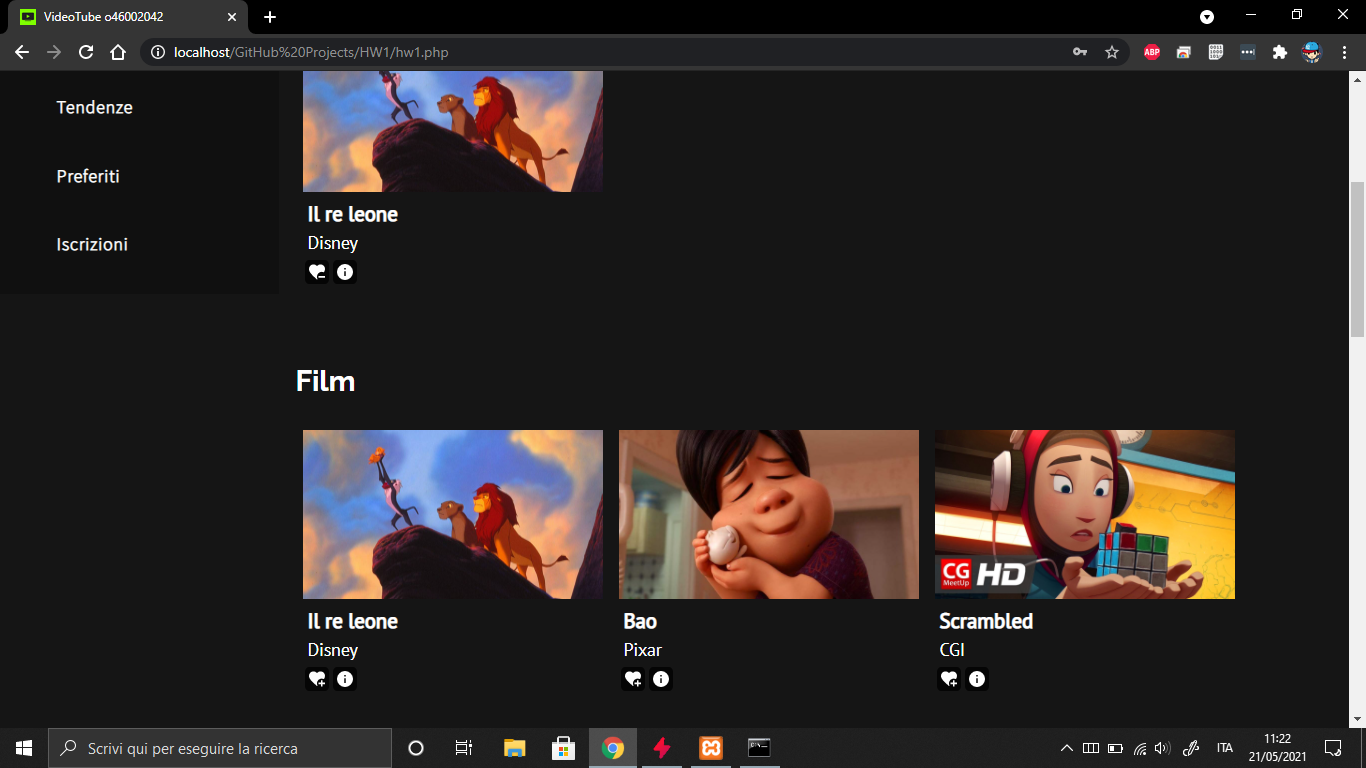 VideoTube o46002042
localhost/GitHub%20Projects/HW1/hw1.php
ABP
Tendenze
Preferiti
Iscrizioni
Il re leone
Disney
Film
CG
MeetUp
HD
Il re leone
Disney
Bao
Pixar
Scrambled
CGI
Scrivi qui per eseguire la ricerca
ITA
11:22
21/05/2021